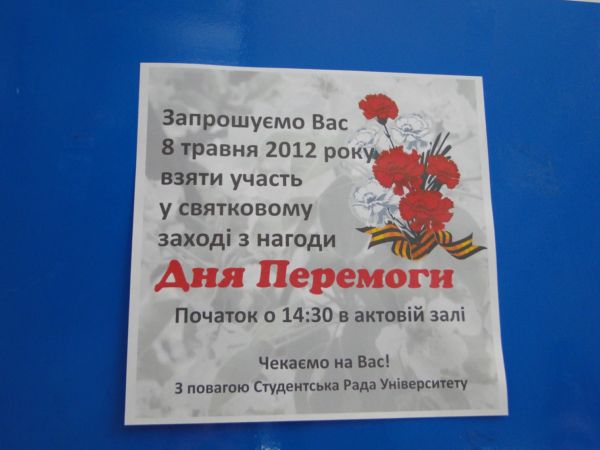 Запрошуємо Вас
8 травня 2012 року
взяти участь
у святковому
заході з нагоди
Дня Перемоги
Початок о 14:30 в актовій залі
Чекаємо на Вас!
З повагою Студентська Рада Університету